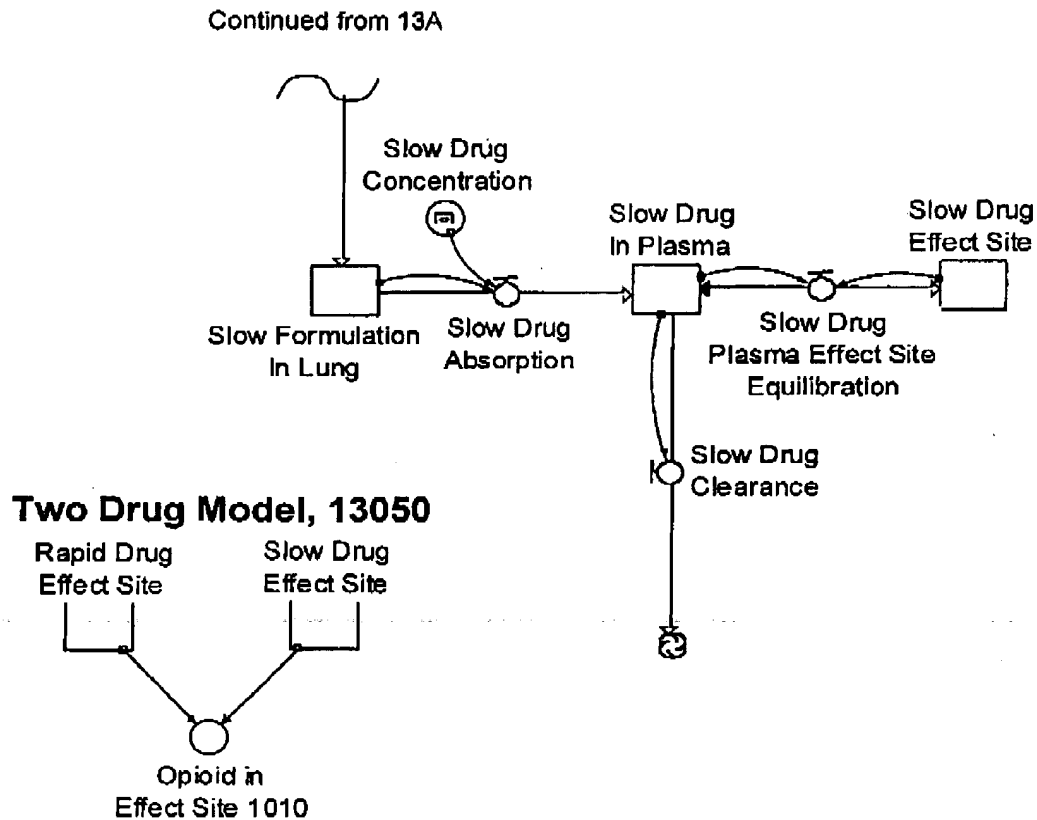 Continued from 13A
Slow Drug
Concentration
Slow Drug
In Plasma
Slow Drug
Effect Site
Slow Formulation
In Lung
Slow Drug
Absorption
Slow Drug
Plasma Effect Site
Equilibration
Slow Drug
Clearance
Two Drug Model, 13050
Rapid Drug
Effect Site
Slow Drug
Effect Site
Opioid in
Effect Site 1010